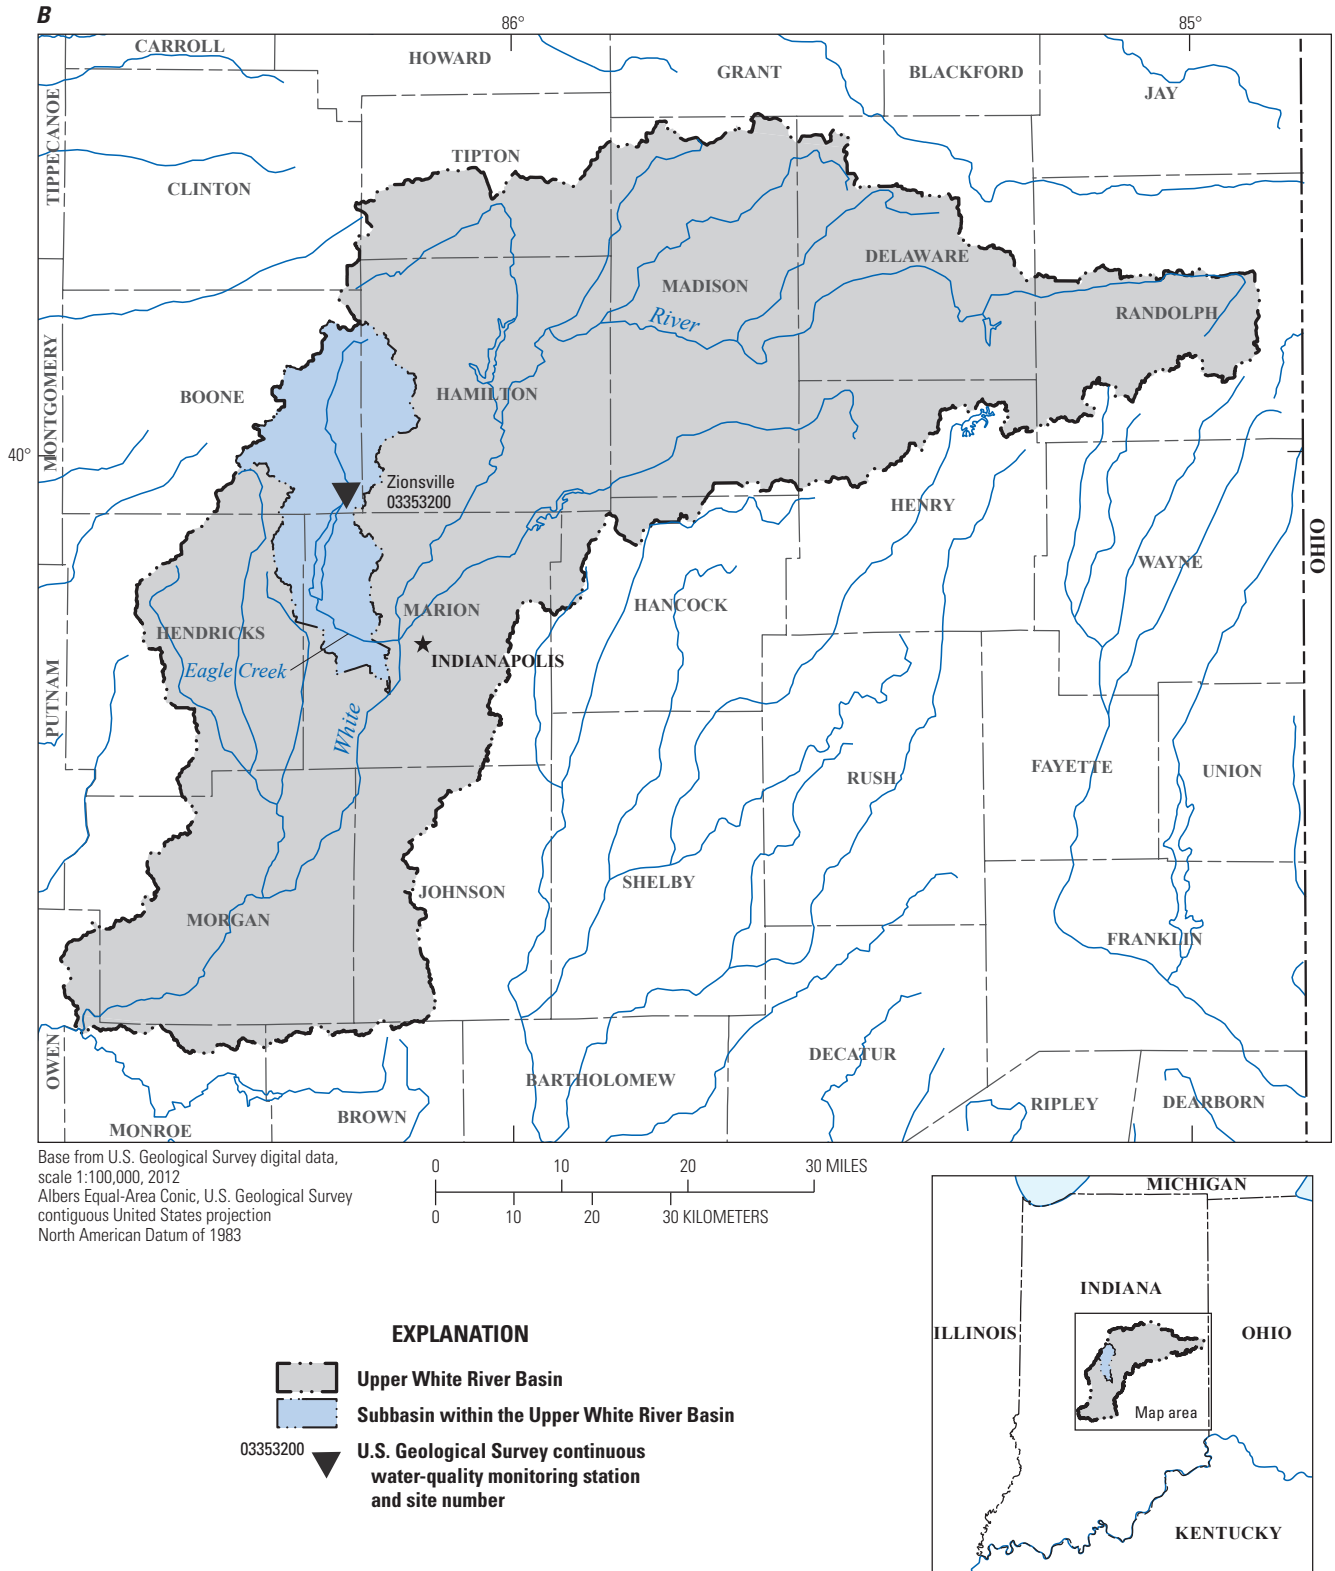 B
86°
85°
CARROLL
HOWARD
GRANT
BLACKFORD
JAY
TIPPECANOE
TIPTON
CLINTON
DELAWARE
MADISON
RANDOLPH
River
MONTGOMERY
BOONE
HAMILTON
40°
Zionsville
03353200
HENRY
OHIO
WAYNE
HANCOCK
MARION
HENDRICKS
INDIANAPOLIS
Eagle Creek
PUTNAM
White
RUSH
FAYETTE
UNION
SHELBY
JOHNSON
MORGAN
FRANKLIN
OWEN
DECATUR
BARTHOLOMEW
RIPLEY
DEARBORN
BROWN
MONROE
Base from U.S. Geological Survey digital data,
scale 1:100,000, 2012
Albers Equal-Area Conic, U.S. Geological Survey
contiguous United States projection
North American Datum of 1983
0 10 20 30 MILES
0 10 20 30 KILOMETERS
MICHIGAN
INDIANA
ILLINOIS
OHIO
Map area
KENTUCKY
EXPLANATION
Upper White River Basin
Subbasin within the Upper White River Basin
03353200
U.S. Geological Survey continuous
water-quality monitoring station
and site number